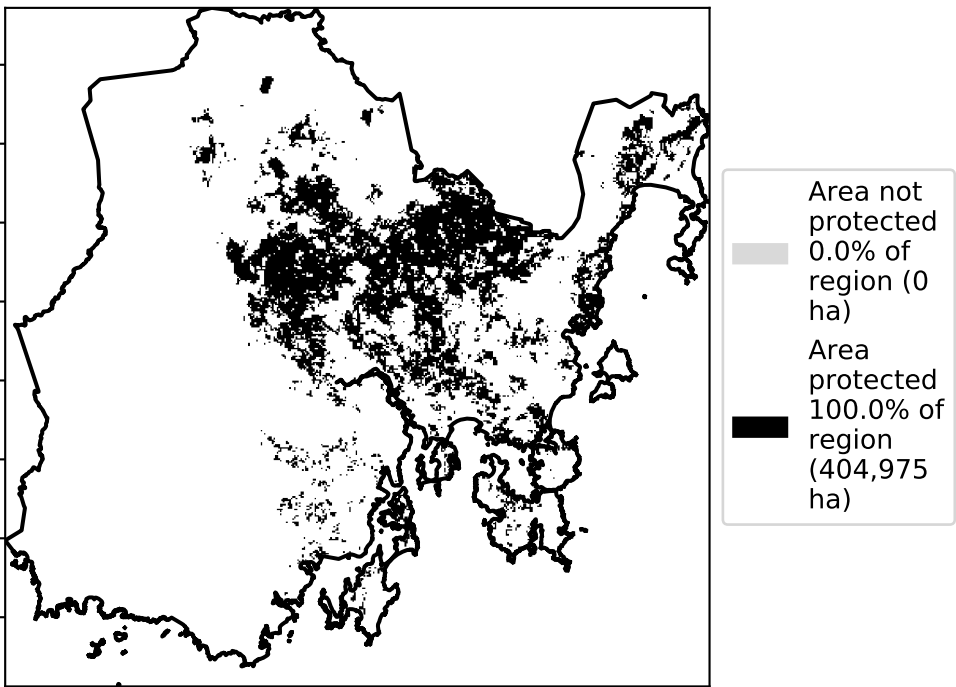 Area not
protected
0.0% of
region (0
ha)
Area
protected
100.0% of
region
(404,975
ha)